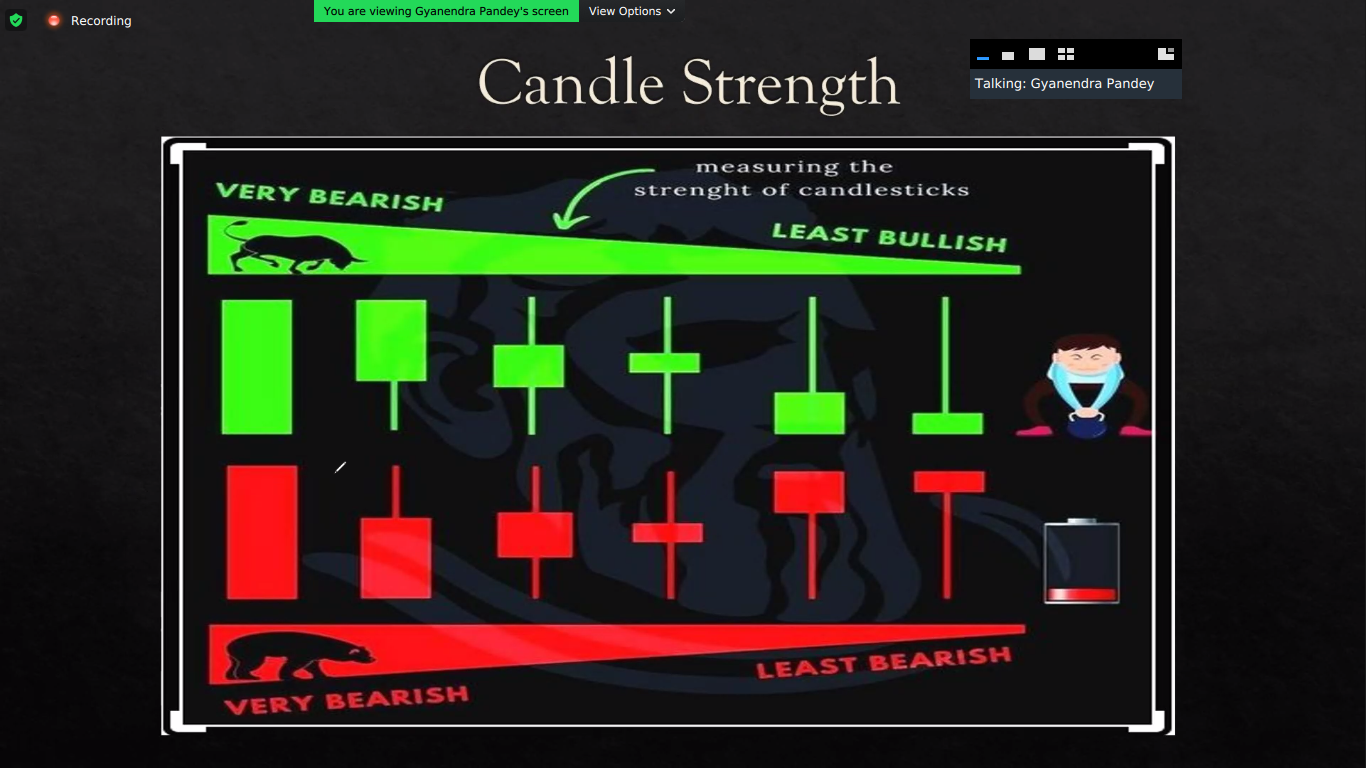 You are viewing Gyanendra Pandey's screen
View Options
Recording
Talking: Gyanendra Pandey
Candle Strength
measuring the
strenght of candlesticks
VERY BEARISH
LEAST BULLISH
LEAST BEARISH
VERY BEARISH